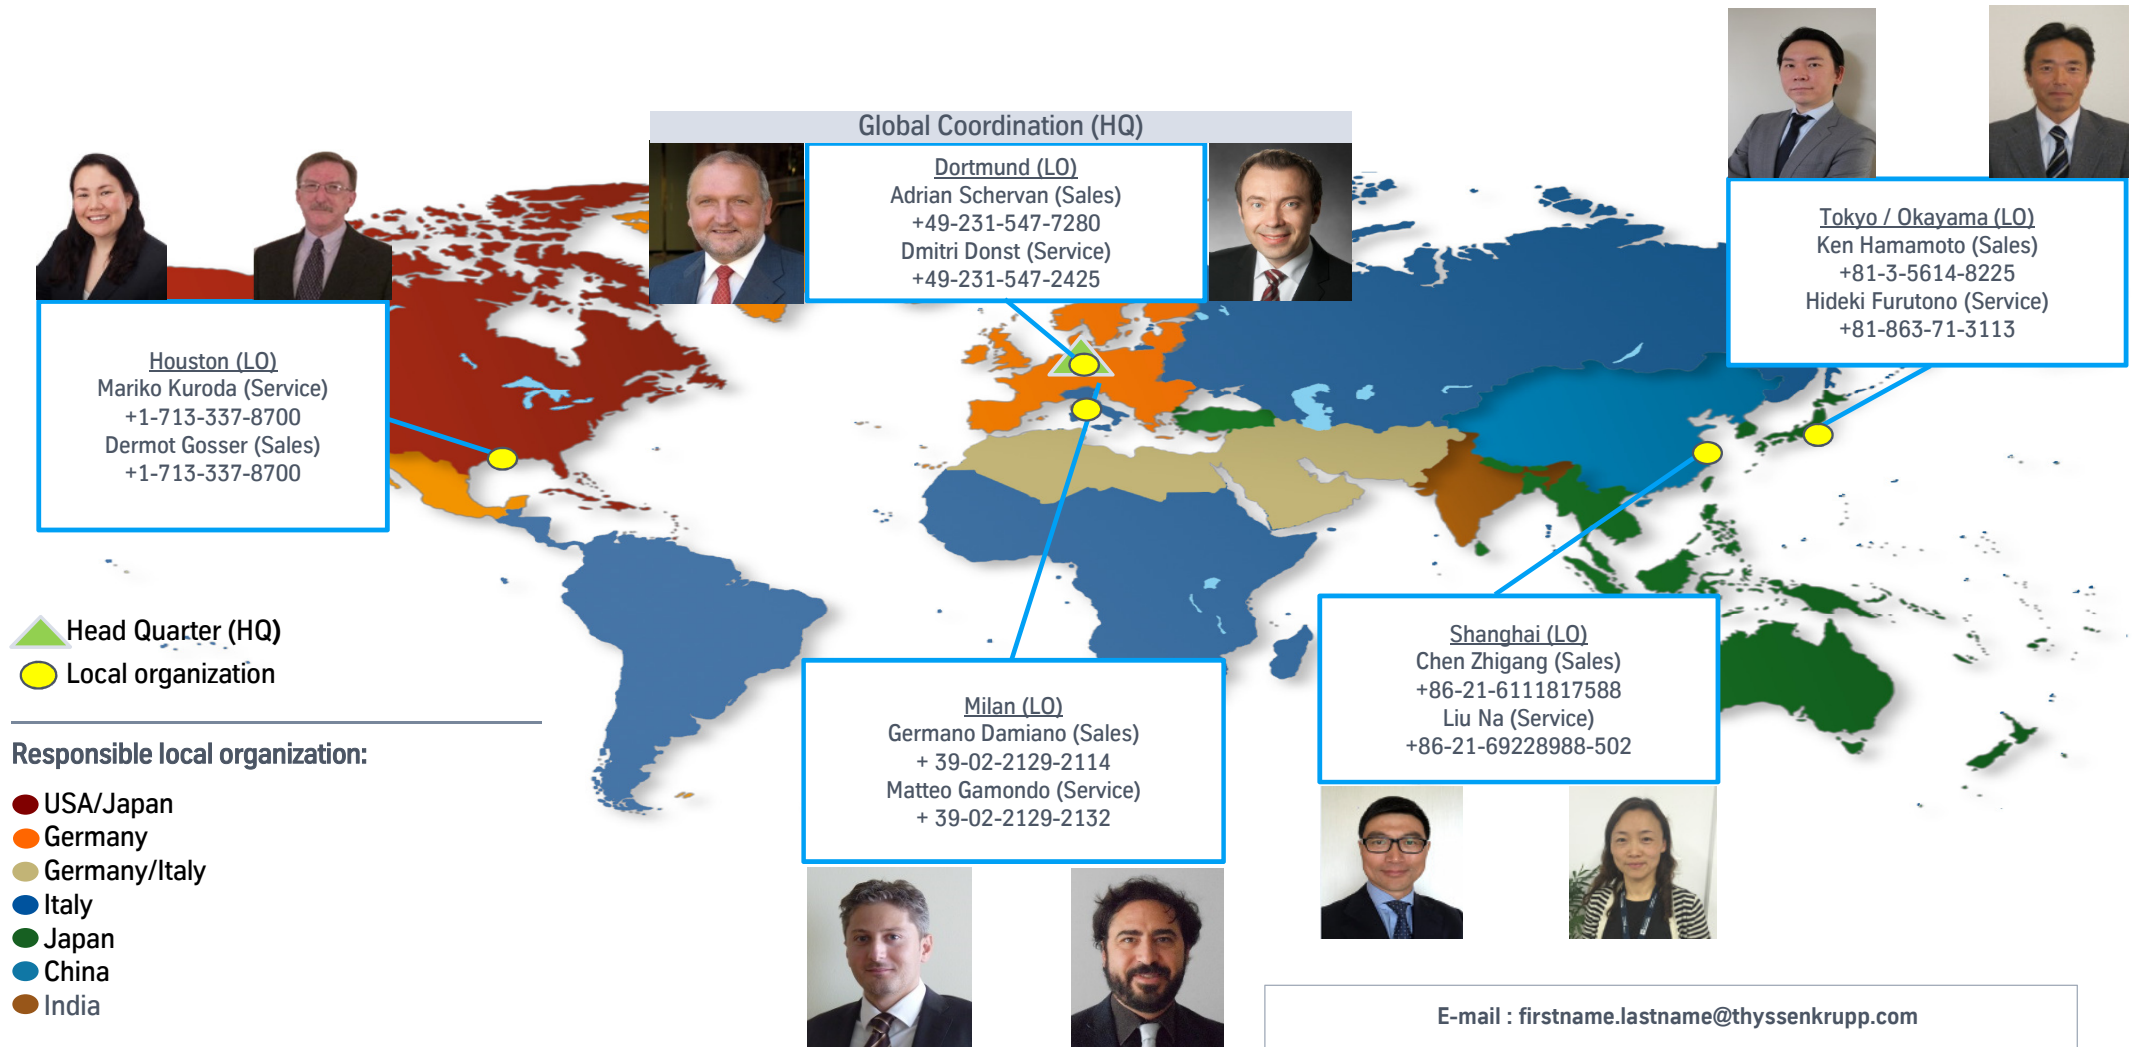 Global Coordination (HQ)
Dortmund (LO)
Adrian Schervan (Sales)
+49-231-547-7280
Dmitri Donst (Service)
+49-231-547-2425
Tokyo / Okayama (LO)
Ken Hamamoto (Sales)
+81-3-5614-8225
Hideki Furutono (Service)
+81-863-71-3113
Houston (LO)
Mariko Kuroda (Service)
+1-713-337-8700
Dermot Gosser (Sales)
+1-713-337-8700
Head Quarter (HQ)
Local organization
Milan (LO)
Germano Damiano (Sales)
+ 39-02-2129-2114
Matteo Gamondo (Service)
+ 39-02-2129-2132
Shanghai (LO)
Chen Zhigang (Sales)
+86-21-6111817588
Liu Na (Service)
+86-21-69228988-502
Responsible local organization:
USA/Japan
Germany
Germany/Italy
Italy
Japan
China
India
E-mail : firstname.lastname@thyssenkrupp.com